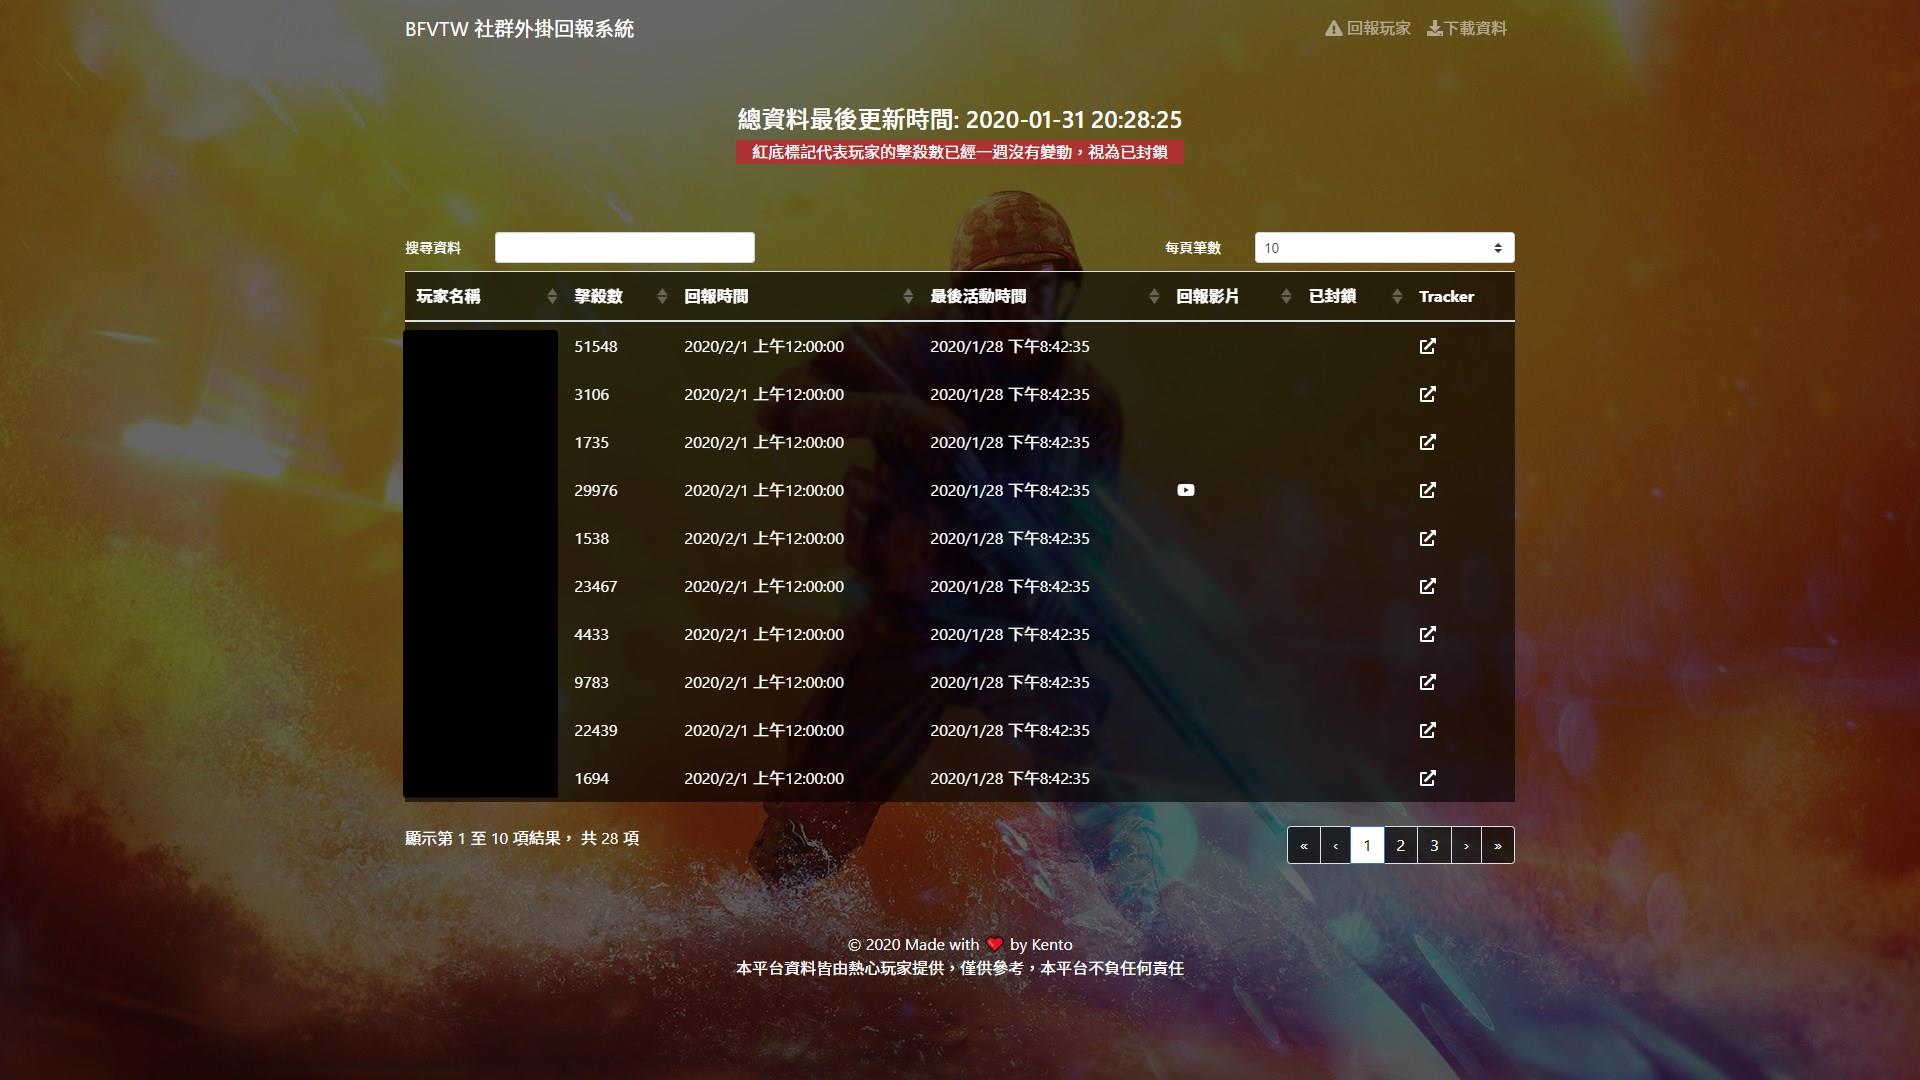 BFVTW 社群外掛回報系統
回報玩家 下載資料
總資料最後更新時間: 2020-01-31 20:28:25
紅底標記代表玩家的擊殺數已經一週沒有變動，視為已封鎖
搜尋資料 每頁筆數 10
玩家名稱 擊殺數 回報時間 最後活動時間 回報影片 已封鎖 Tracker
51548 2020/2/1 上午12:00:00 2020/1/28 下午8:42:35
3106 2020/2/1 上午12:00:00 2020/1/28 下午8:42:35
1735 2020/2/1 上午12:00:00 2020/1/28 下午8:42:35
29976 2020/2/1 上午12:00:00 2020/1/28 下午8:42:35
1538 2020/2/1 上午12:00:00 2020/1/28 下午8:42:35
23467 2020/2/1 上午12:00:00 2020/1/28 下午8:42:35
4433 2020/2/1 上午12:00:00 2020/1/28 下午8:42:35
9783 2020/2/1 上午12:00:00 2020/1/28 下午8:42:35
22439 2020/2/1 上午12:00:00 2020/1/28 下午8:42:35
1694 2020/2/1 上午12:00:00 2020/1/28 下午8:42:35
顯示第 1 至 10 項結果， 共 28 項
« ‹ 1 2 3 › »
© 2020 Made with ❤️ by Kento
本平台資料皆由熱心玩家提供，僅供參考，本平台不負任何責任